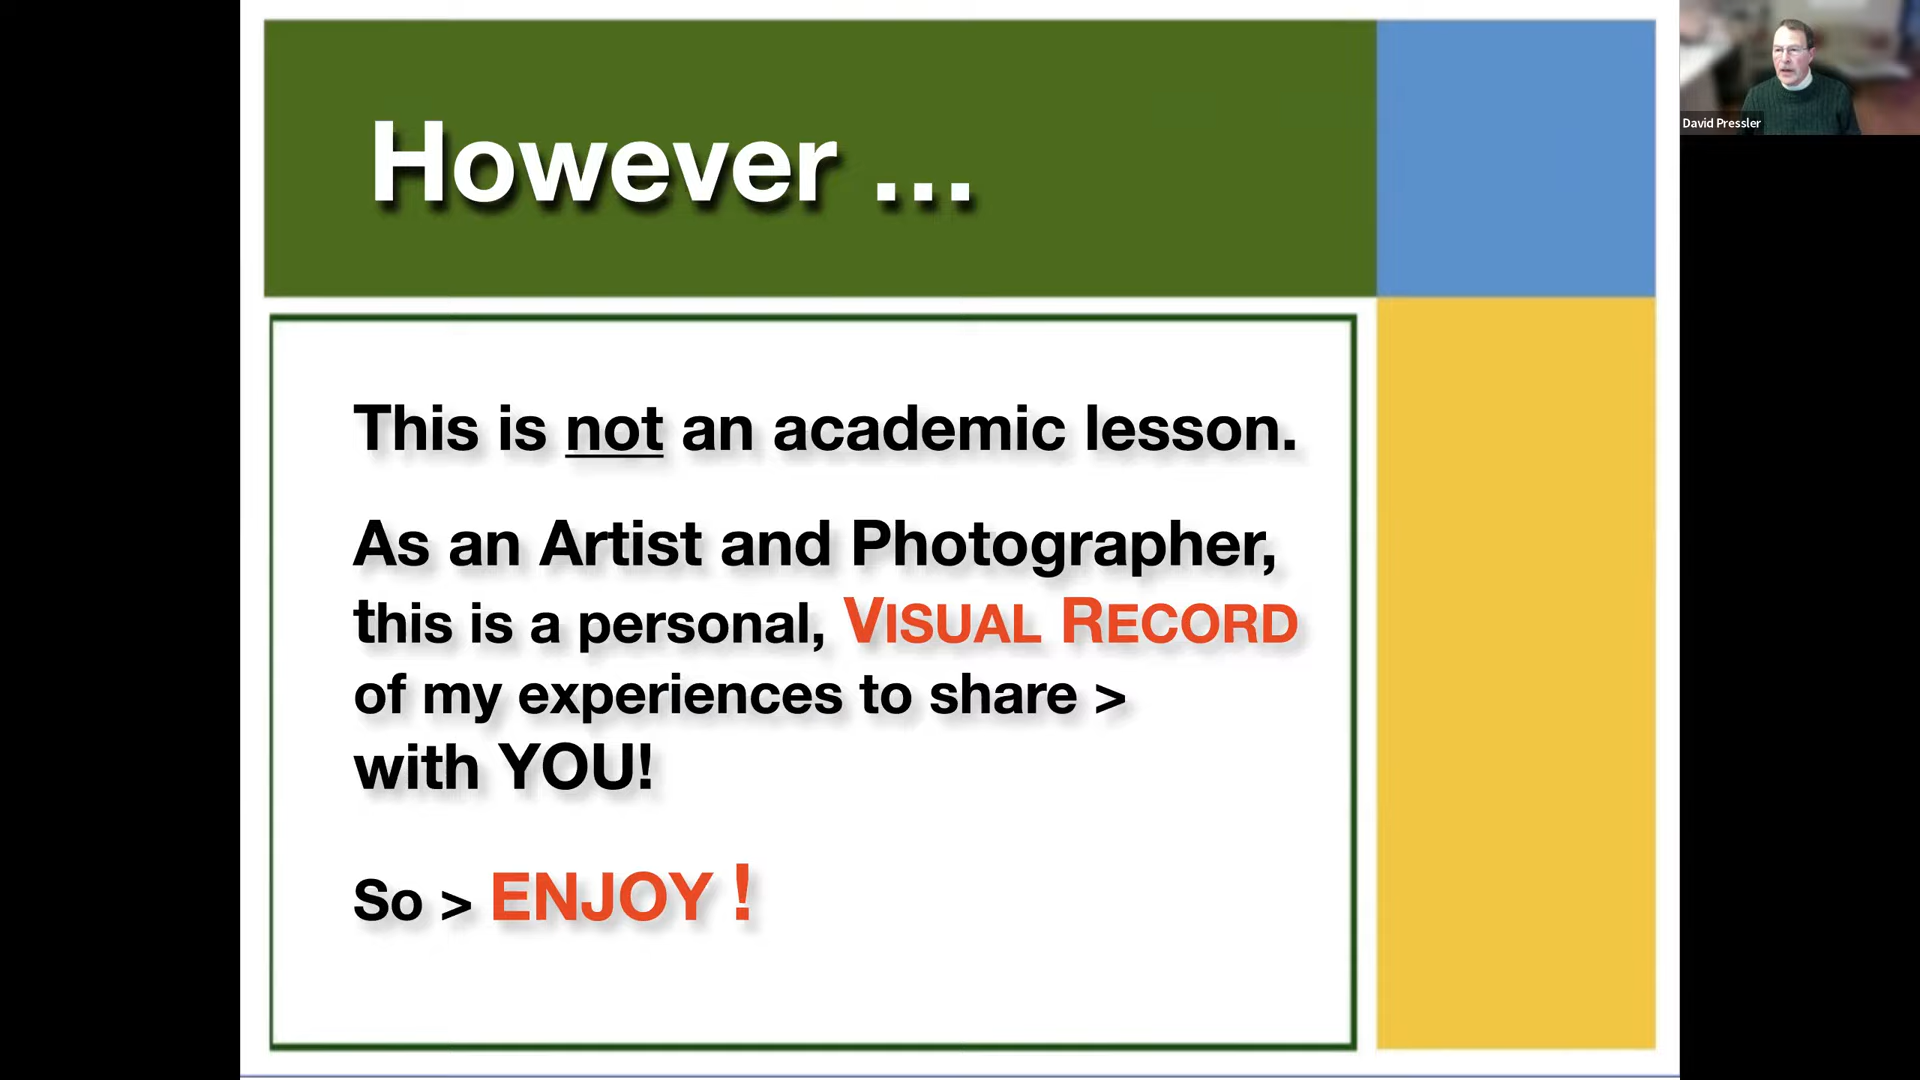 However ...
David Pressler
This is not an academic lesson.
As an Artist and Photographer,
this is a personal, VISUAL RECORD
of my experiences to share >
with YOU!
So > ENJOY !